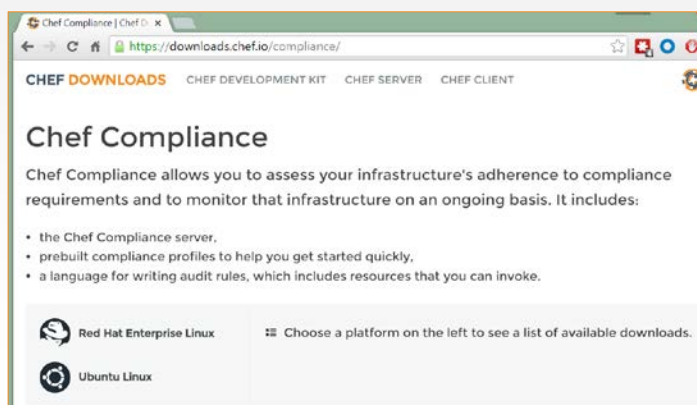 Chef Compliance | Chef D
https://downloads.chef.io/compliance/
CHEF DOWNLOADS CHEF DEVELOPMENT KIT CHEF SERVER CHEF CLIENT
Chef Compliance
Chef Compliance allows you to assess your infrastructure's adherence to compliance
requirements and to monitor that infrastructure on an ongoing basis. It includes:
• the Chef Compliance server,
• prebuilt compliance profiles to help you get started quickly,
• a language for writing audit rules, which includes resources that you can invoke.
Red Hat Enterprise Linux
Choose a platform on the left to see a list of available downloads.
Ubuntu Linux